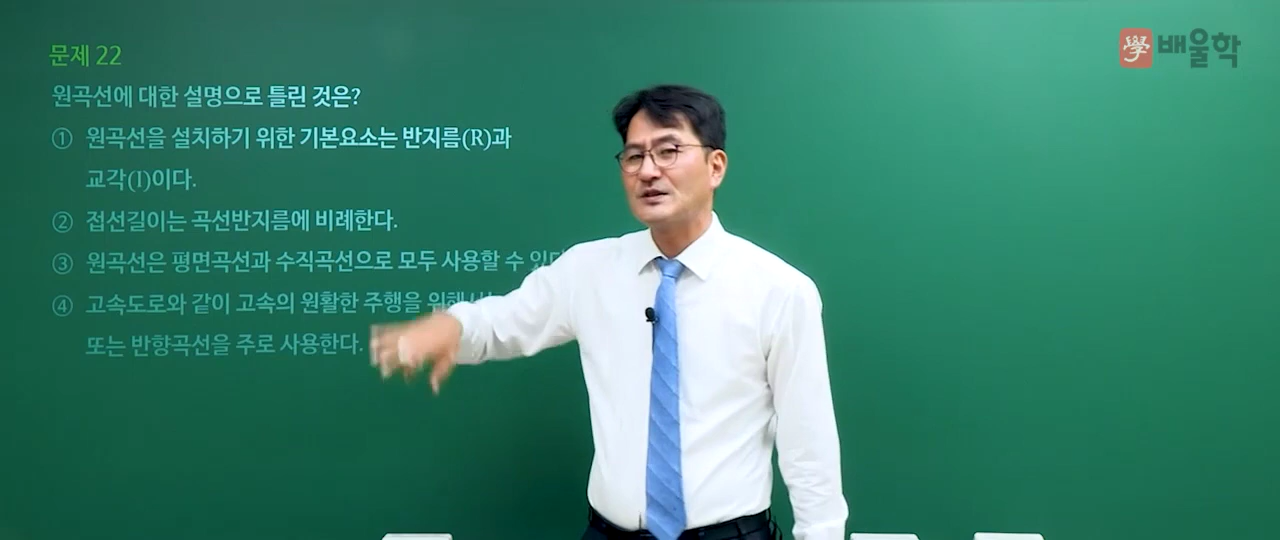 學 배울학
문제 22
원곡선에 대한 설명으로 틀린 것은?
① 원곡선을 설치하기 위한 기본요소는 반지름(R)과
교각(I)이다.
② 접선길이는 곡선반지름에 비례한다.
③ 원곡선은 평면곡선과 수직곡선으로 모두 사용할 수
④ 고속도로와 같이 고속의 원활한 주행을
또는 반향곡선을 주로 사용한다.